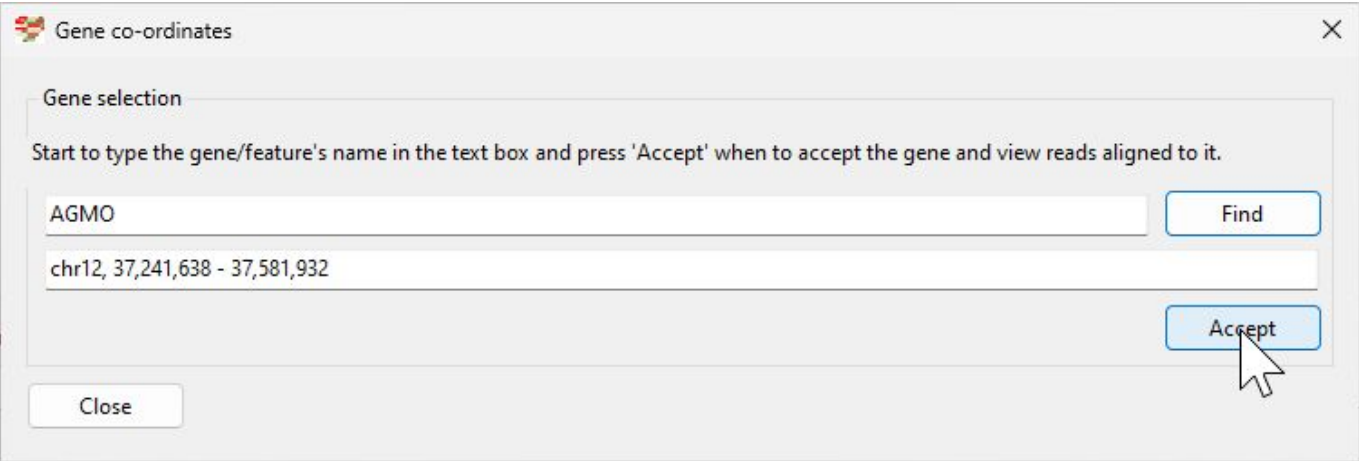 Gene co-ordinates
Gene selection
Start to type the gene/feature's name in the text box and press 'Accept' when to accept the gene and view reads aligned to it.
AGMO
Find
chr12, 37,241,638 - 37,581,932
Accept
Close